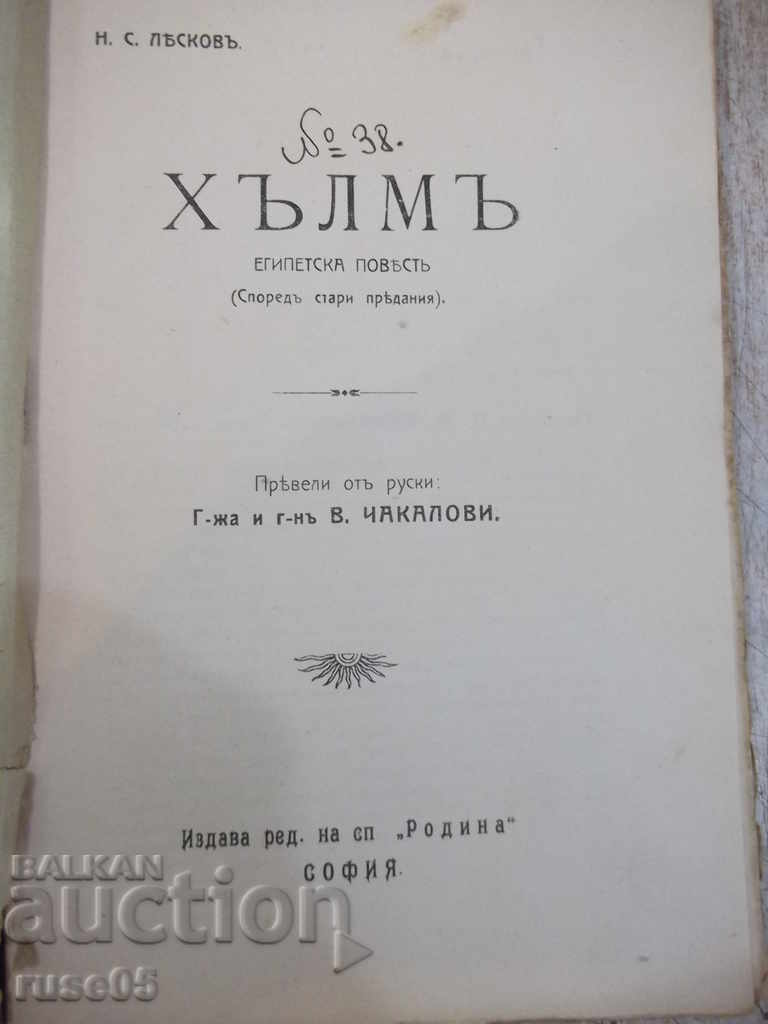 Н. С. ЛѢСКОВЪ.
№ 38.
ХЪЛМЪ
ЕГИПЕТСКА ПОВѢСТЬ
(Споредъ стари прѣдания).
Прѣвели отъ руски:
Г-жа и г-нъ В. ЧАКАЛОВИ.
Издава ред. на сп „Родина“
СОФИЯ.
BALKAN
auction
ruse05